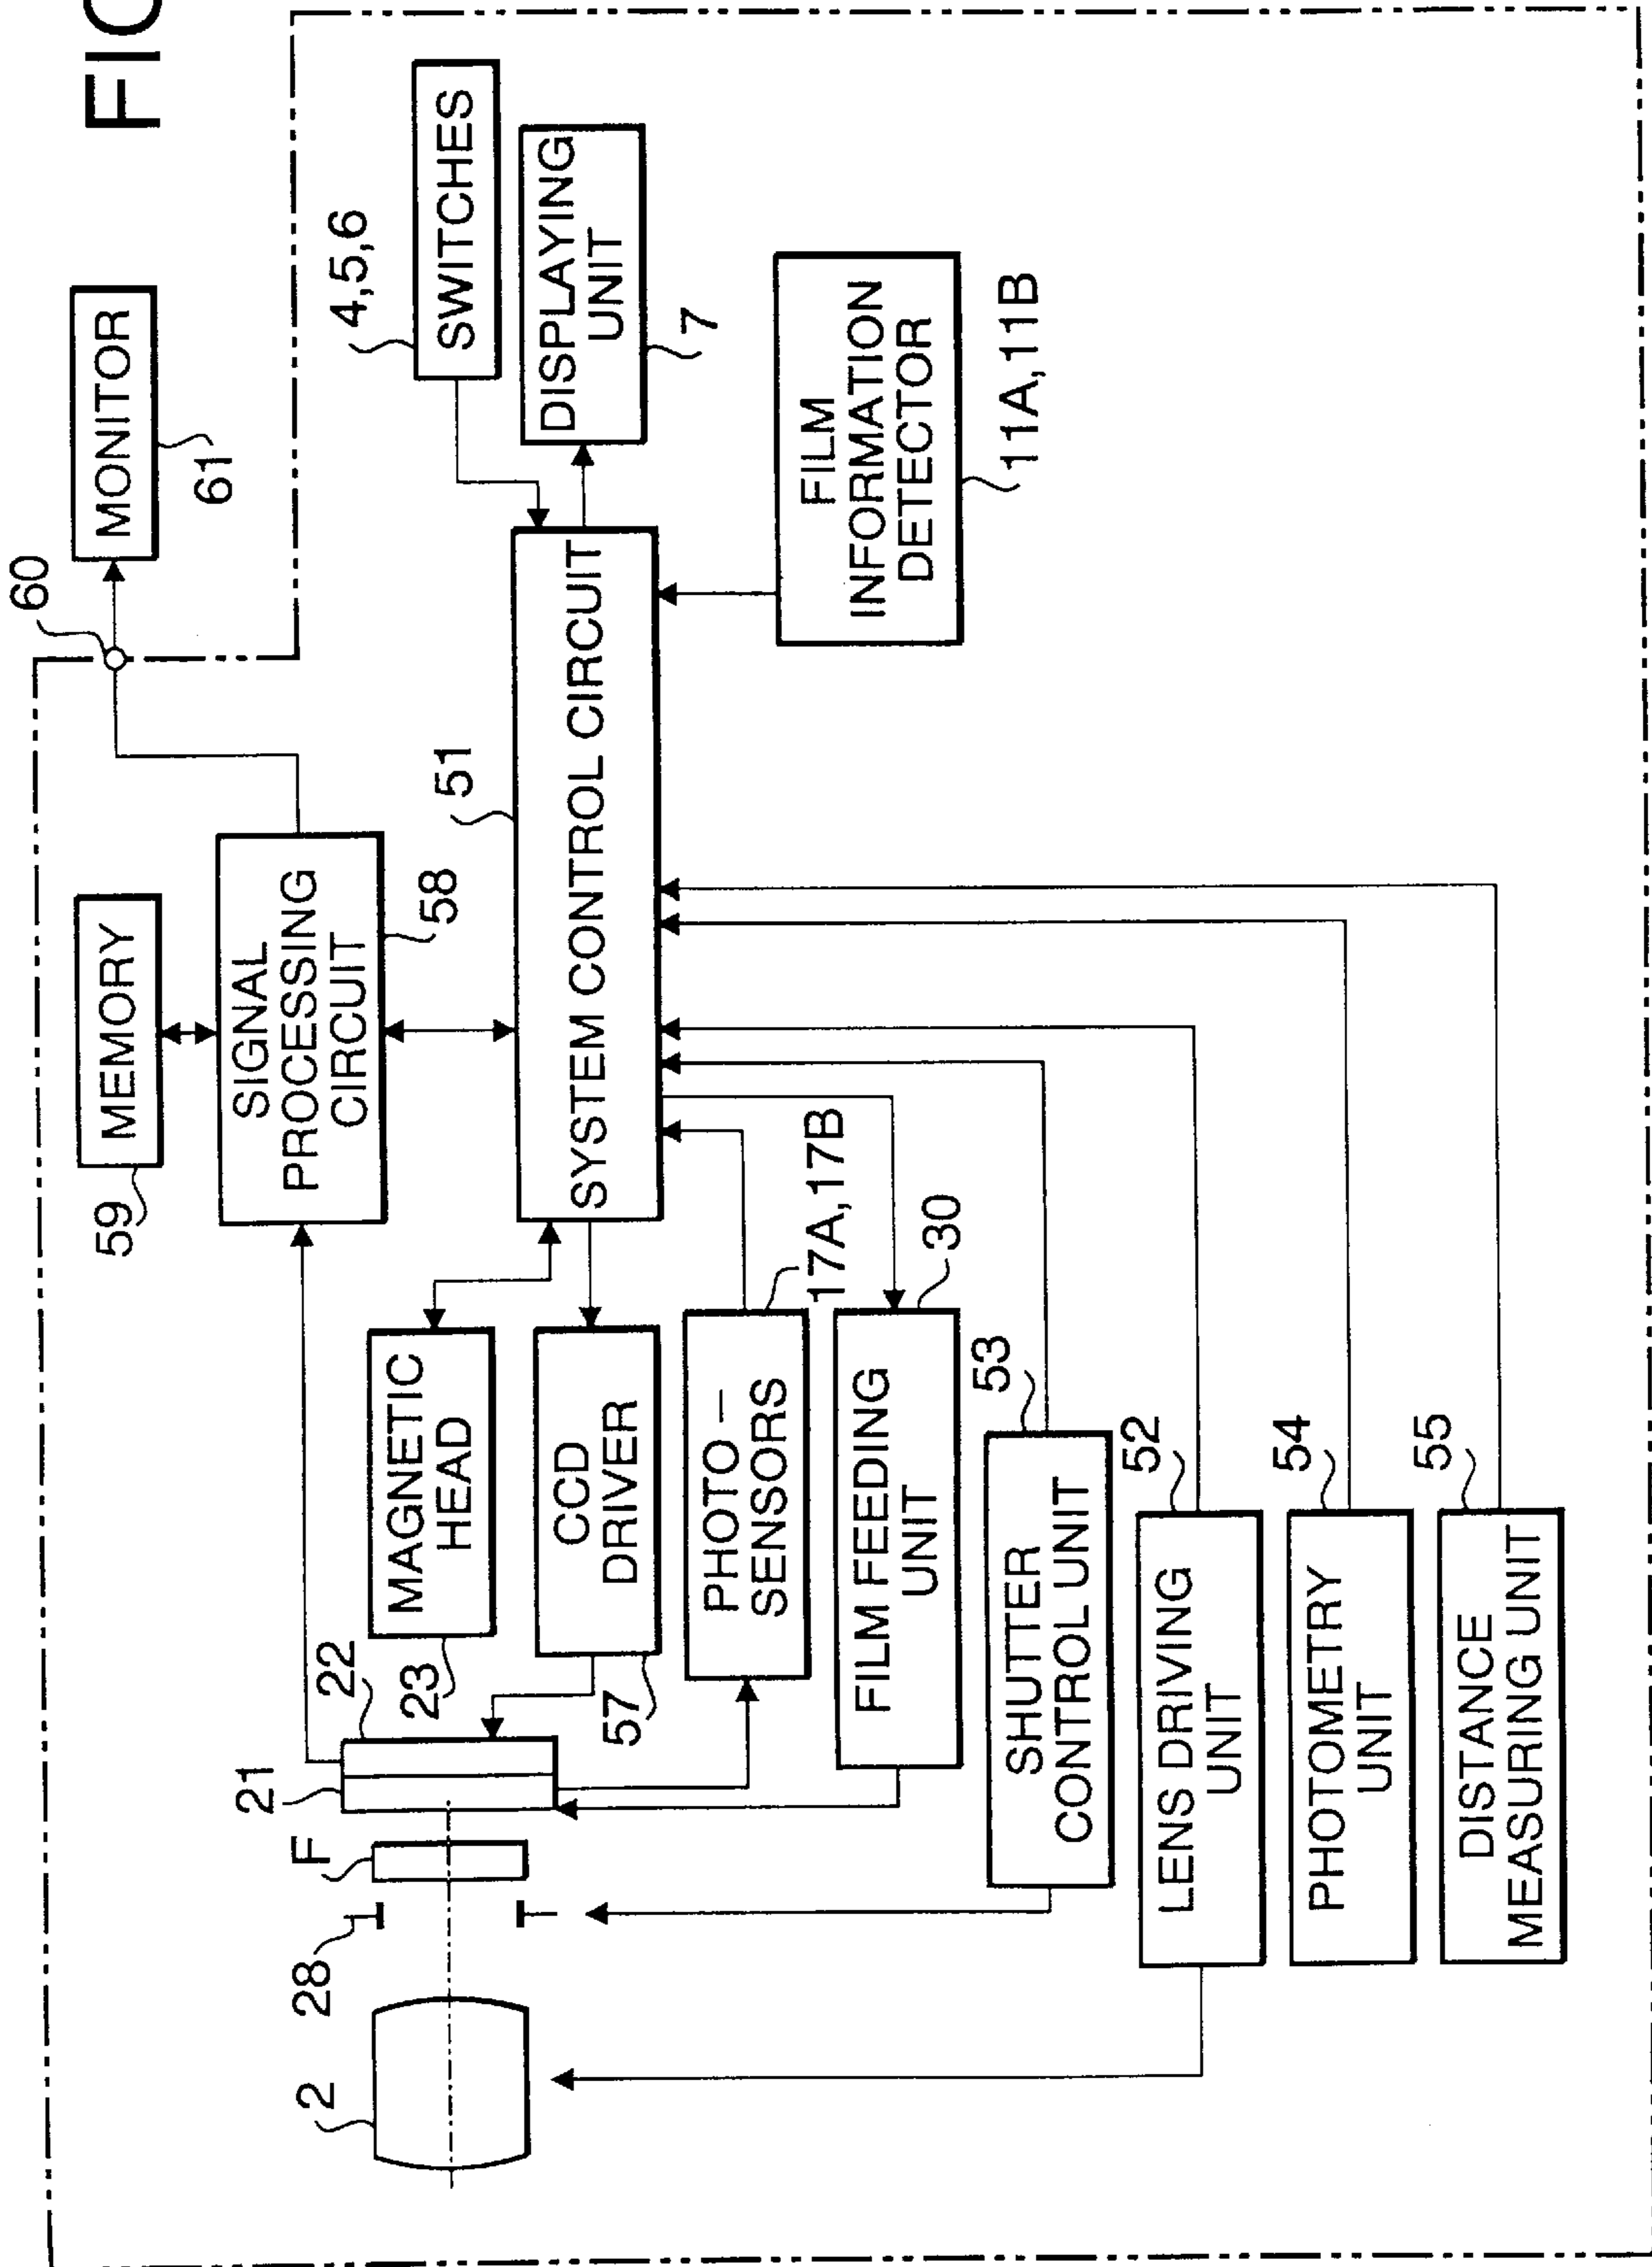 FIG
60
MONITOR
61
59
MEMORY
SIGNAL
PROCESSING
CIRCUIT
58
4,5,6
SWITCHES
DISPLAYING
UNIT
7
51
SYSTEM CONTROL CIRCUIT
FILM
INFORMATION
DETECTOR
11A,11B
2
28
F
21
22
MAGNETIC
HEAD
23
CCD
DRIVER
57
PHOTO-
SENSORS
17A,17B
FILM FEEDING
UNIT
30
SHUTTER
CONTROL UNIT
53
LENS DRIVING
UNIT
52
PHOTOMETRY
UNIT
54
DISTANCE
MEASURING UNIT
55